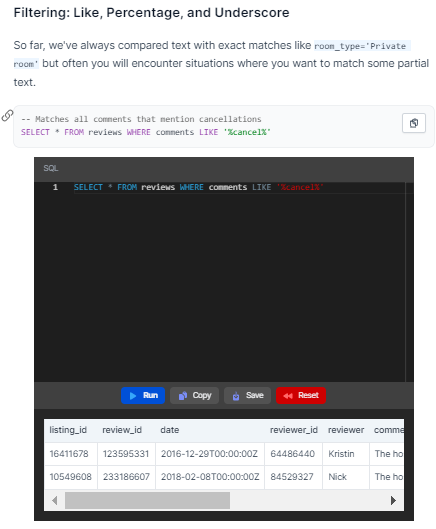 Filtering: Like, Percentage, and Underscore
So far, we've always compared text with exact matches like room_type='Private
room' but often you will encounter situations where you want to match some partial
text.
-- Matches all comments that mention cancellations
SELECT * FROM reviews WHERE comments LIKE '%cancel%'
SQL
1 SELECT * FROM reviews WHERE comments LIKE '%cancel%'
Run Copy Save Reset
listing_id review_id date reviewer_id reviewer comme
16411678 123595331 2016-12-29T00:00:00Z 64486440 Kristin The ho
10549608 233186607 2018-02-08T00:00:00Z 84529327 Nick The ho